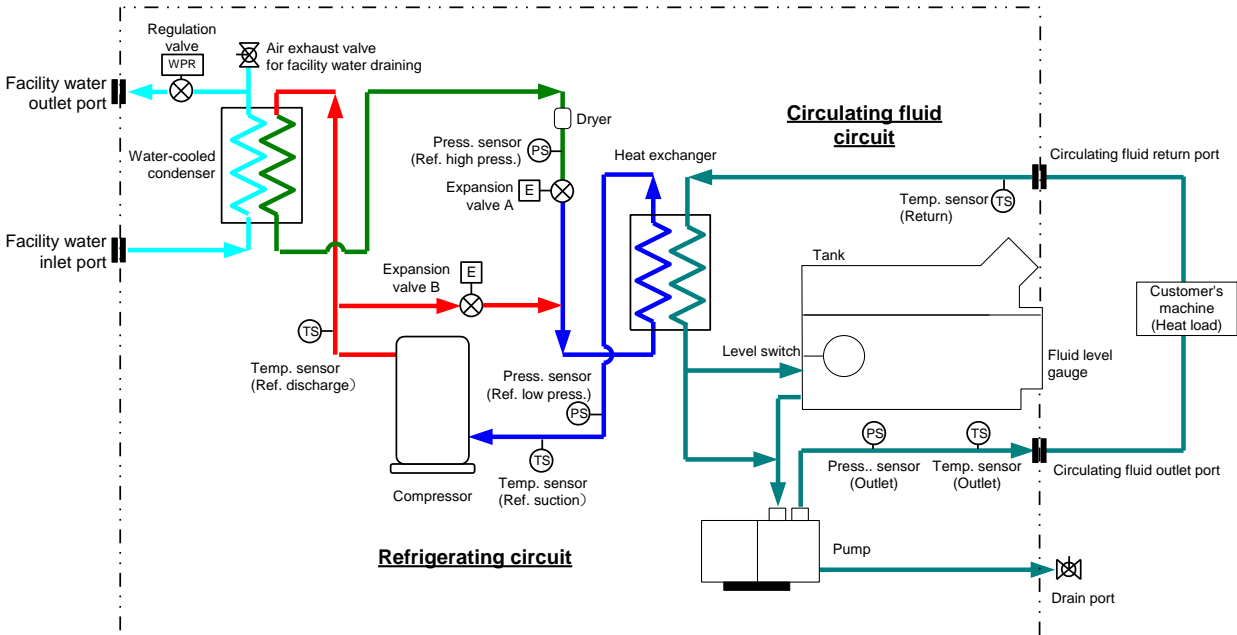 Regulation
valve
WPR
Air exhaust valve
for facility water draining
Facility water
outlet port
Water-cooled
condenser
Facility water
inlet port
Dryer
Press. sensor
(Ref. high press.)
PS
Expansion
valve A
E
Expansion
valve B
E
TS
Temp. sensor
(Ref. discharge)
Compressor
Press. sensor
(Ref. low press.)
PS
TS
Temp. sensor
(Ref. suction)
Refrigerating circuit
Circulating fluid
circuit
Heat exchanger
Circulating fluid return port
Temp. sensor
(Return)
TS
Tank
Level switch
Fluid level
gauge
Customer's
machine
(Heat load)
PS
TS
Press.. sensor
(Outlet)
Temp. sensor
(Outlet)
Circulating fluid outlet port
Pump
Drain port